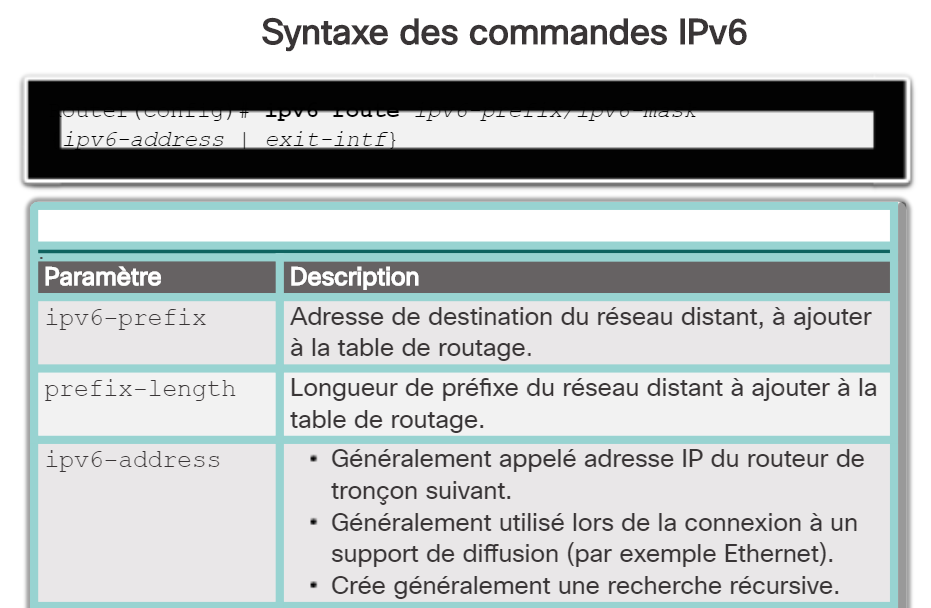 Syntaxe des commandes IPv6
outer(config)# ipv6 route ipv6-prefix/ipv6-mask
ipv6-address | exit-intf}
Paramètre Description
ipv6-prefix Adresse de destination du réseau distant, à ajouter
à la table de routage.
prefix-length Longueur de préfixe du réseau distant à ajouter à la
table de routage.
ipv6-address • Généralement appelé adresse IP du routeur de
tronçon suivant.
• Généralement utilisé lors de la connexion à un
support de diffusion (par exemple Ethernet).
• Crée généralement une recherche récursive.